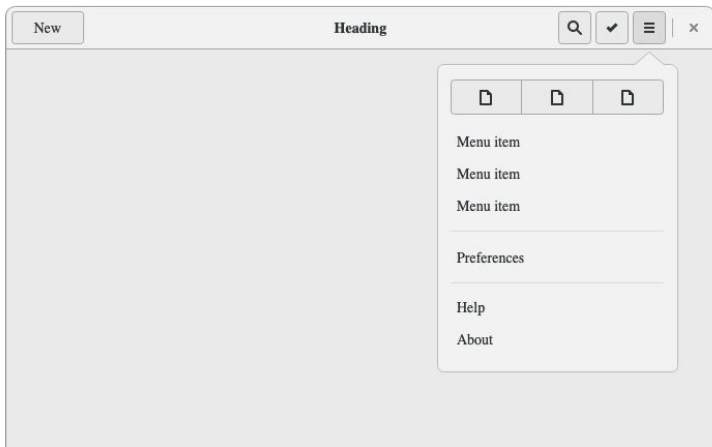 New
Heading
Menu item
Menu item
Menu item
Preferences
Help
About